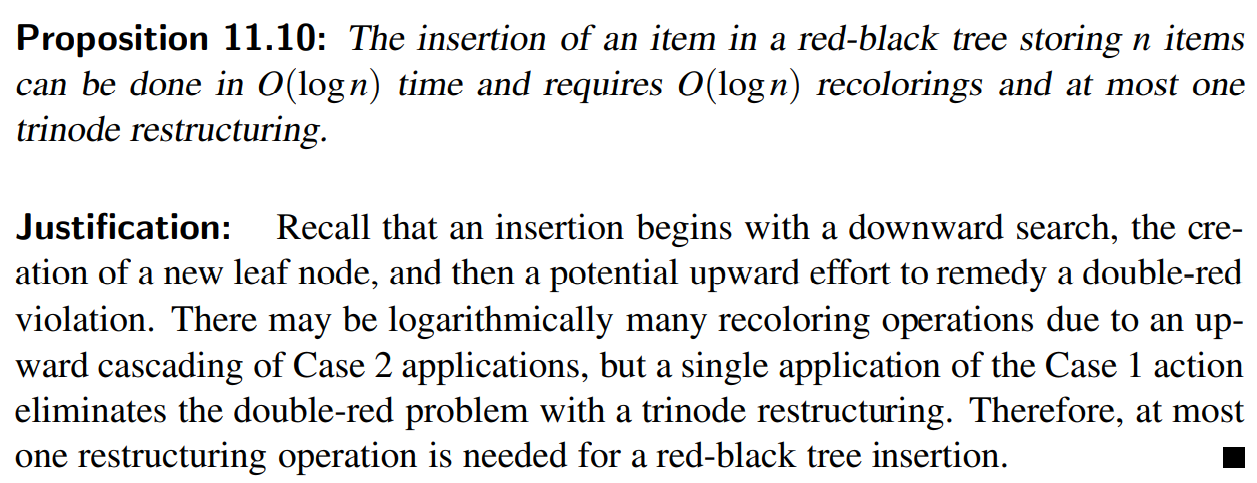 Proposition 11.10: The insertion of an item in a red-black tree storing n items
can be done in O(log n) time and requires O(log n) recolorings and at most one
trinode restructuring.
Justification: Recall that an insertion begins with a downward search, the cre-
ation of a new leaf node, and then a potential upward effort to remedy a double-red
violation. There may be logarithmically many recoloring operations due to an up-
ward cascading of Case 2 applications, but a single application of the Case 1 action
eliminates the double-red problem with a trinode restructuring. Therefore, at most
one restructuring operation is needed for a red-black tree insertion. ■